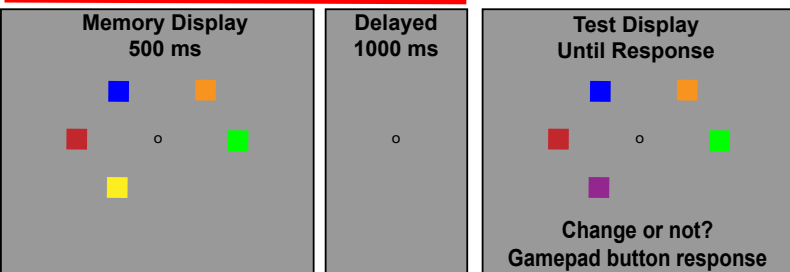 Memory Display
500 ms
Delayed
1000 ms
Test Display
Until Response
Change or not?
Gamepad button response